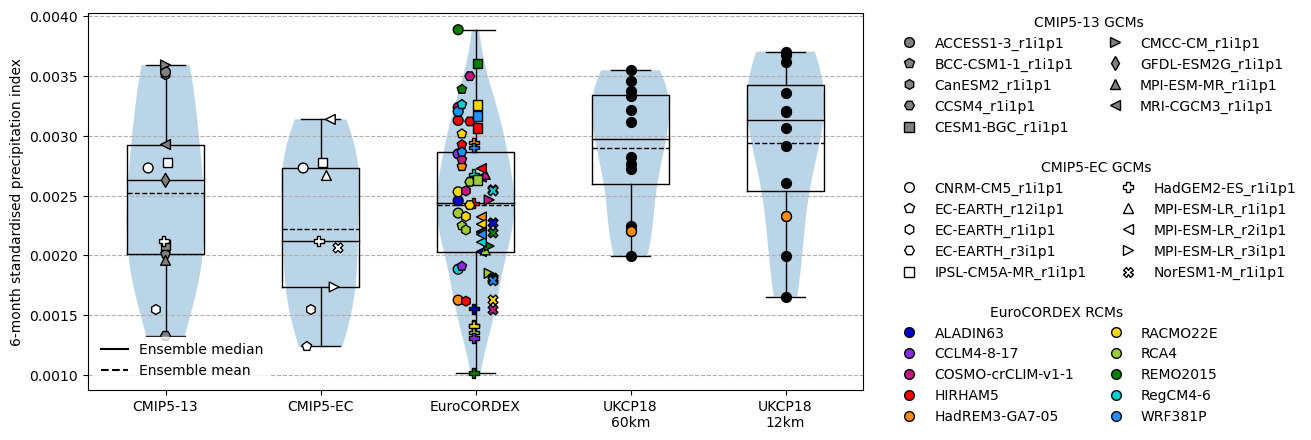 6-month standardised precipitation index
0.0040
0.0035
0.0030
0.0025
0.0020
0.0015
0.0010
Ensemble median
Ensemble mean
CMIP5-13
CMIP5-EC
EuroCORDEX
UKCP18
60km
UKCP18
12km
CMIP5-13 GCMs
ACCESS1-3_r1i1p1
BCC-CSM1-1_r1i1p1
CanESM2_r1i1p1
CCSM4_r1i1p1
CESM1-BGC_r1i1p1
CMCC-CM_r1i1p1
GFDL-ESM2G_r1i1p1
MPI-ESM-MR_r1i1p1
MRI-CGCM3_r1i1p1
CMIP5-EC GCMs
CNRM-CM5_r1i1p1
EC-EARTH_r12i1p1
EC-EARTH_r1i1p1
EC-EARTH_r3i1p1
IPSL-CM5A-MR_r1i1p1
HadGEM2-ES_r1i1p1
MPI-ESM-LR_r1i1p1
MPI-ESM-LR_r2i1p1
MPI-ESM-LR_r3i1p1
NorESM1-M_r1i1p1
EuroCORDEX RCMs
ALADIN63
CCLM4-8-17
COSMO-crCLIM-v1-1
HIRHAM5
HadREM3-GA7-05
RACMO22E
RCA4
REMO2015
RegCM4-6
WRF381P